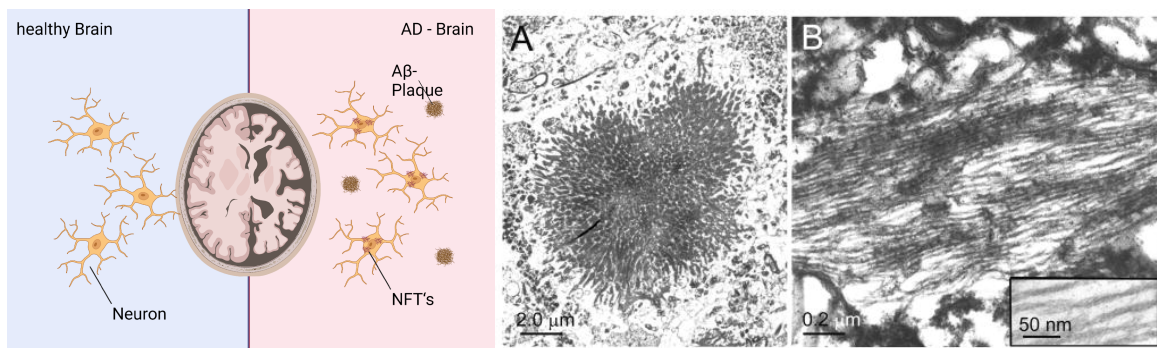 healthy Brain
AD - Brain
Aβ-
Plaque
Neuron
NFT‘s
A
2.0 μm
B
0.2 μm
50 nm